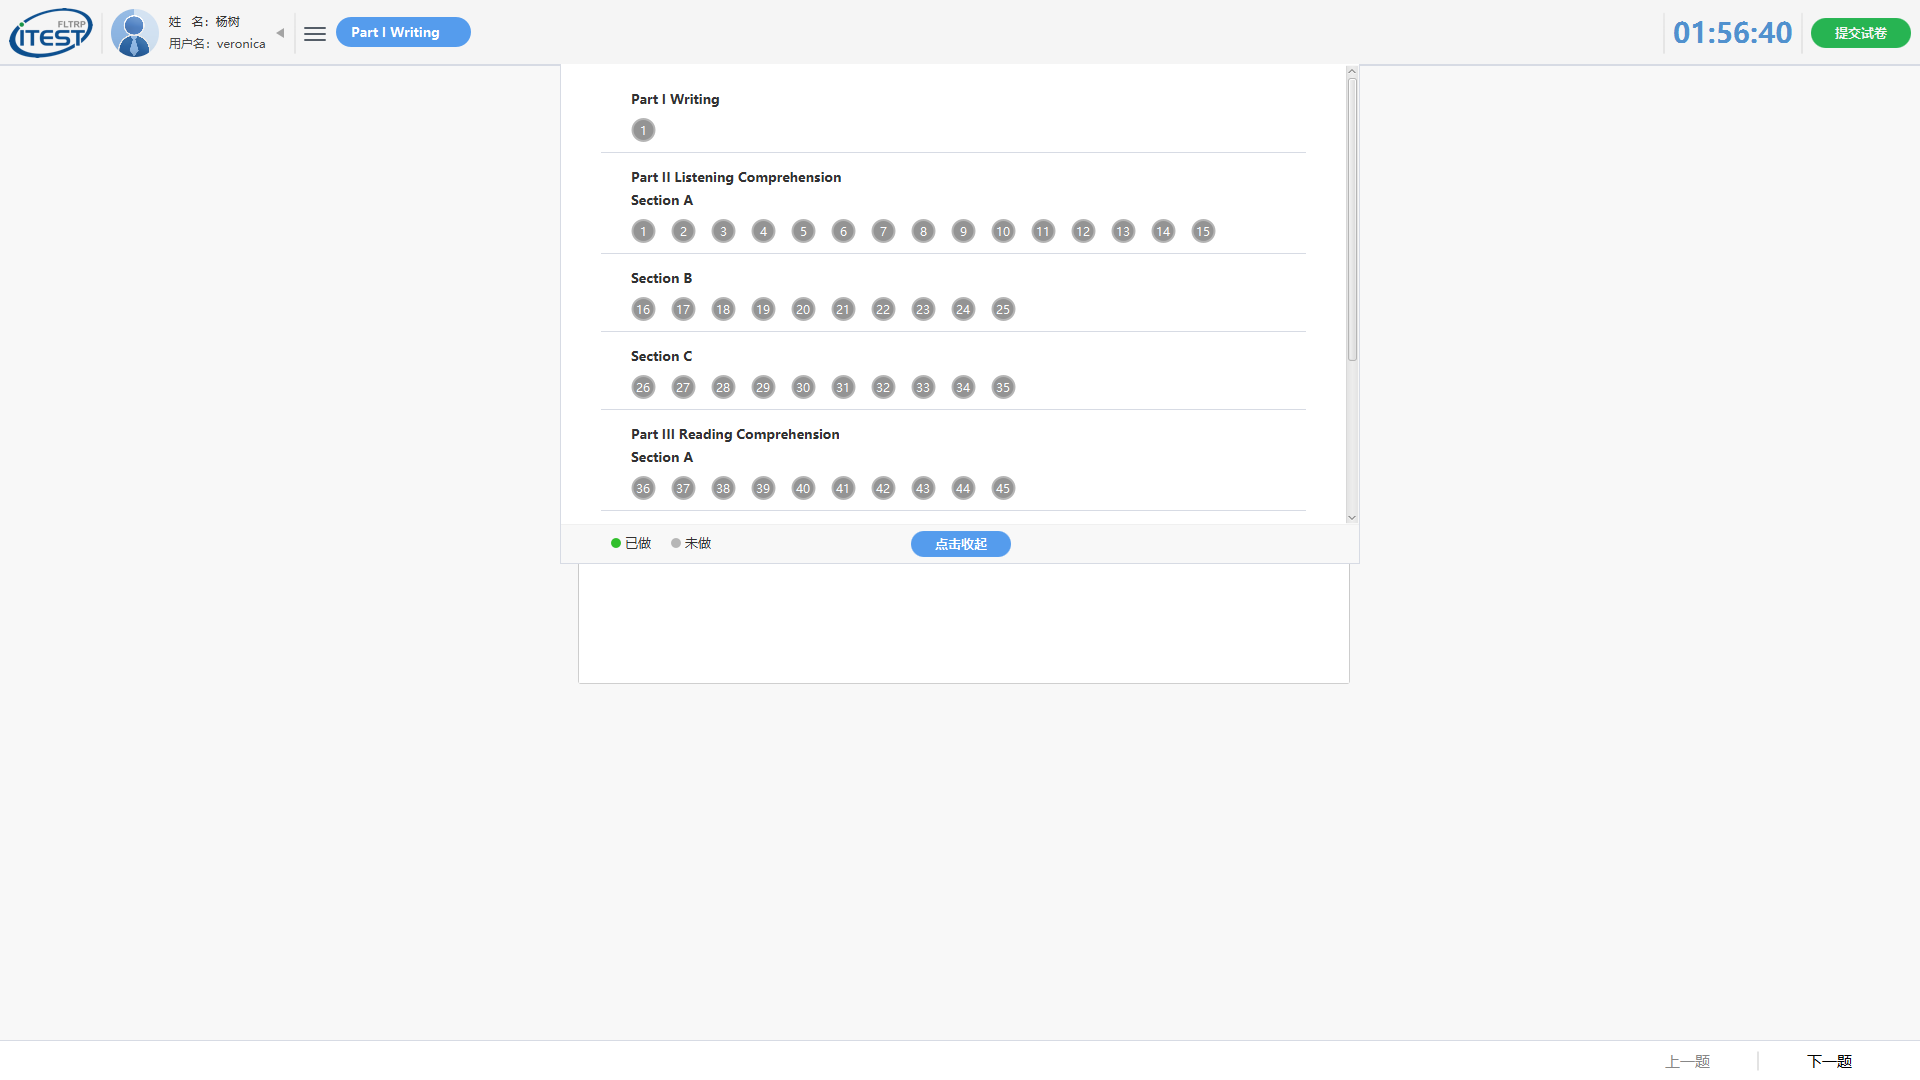 FLTRP
iTEST
姓 名：杨树
用户名：veronica
Part I Writing
01:56:40
提交试卷
Part I Writing
1
Part II Listening Comprehension
Section A
1 2 3 4 5 6 7 8 9 10 11 12 13 14 15
Section B
16 17 18 19 20 21 22 23 24 25
Section C
26 27 28 29 30 31 32 33 34 35
Part III Reading Comprehension
Section A
36 37 38 39 40 41 42 43 44 45
已做 未做 点击收起
上一题 下一题